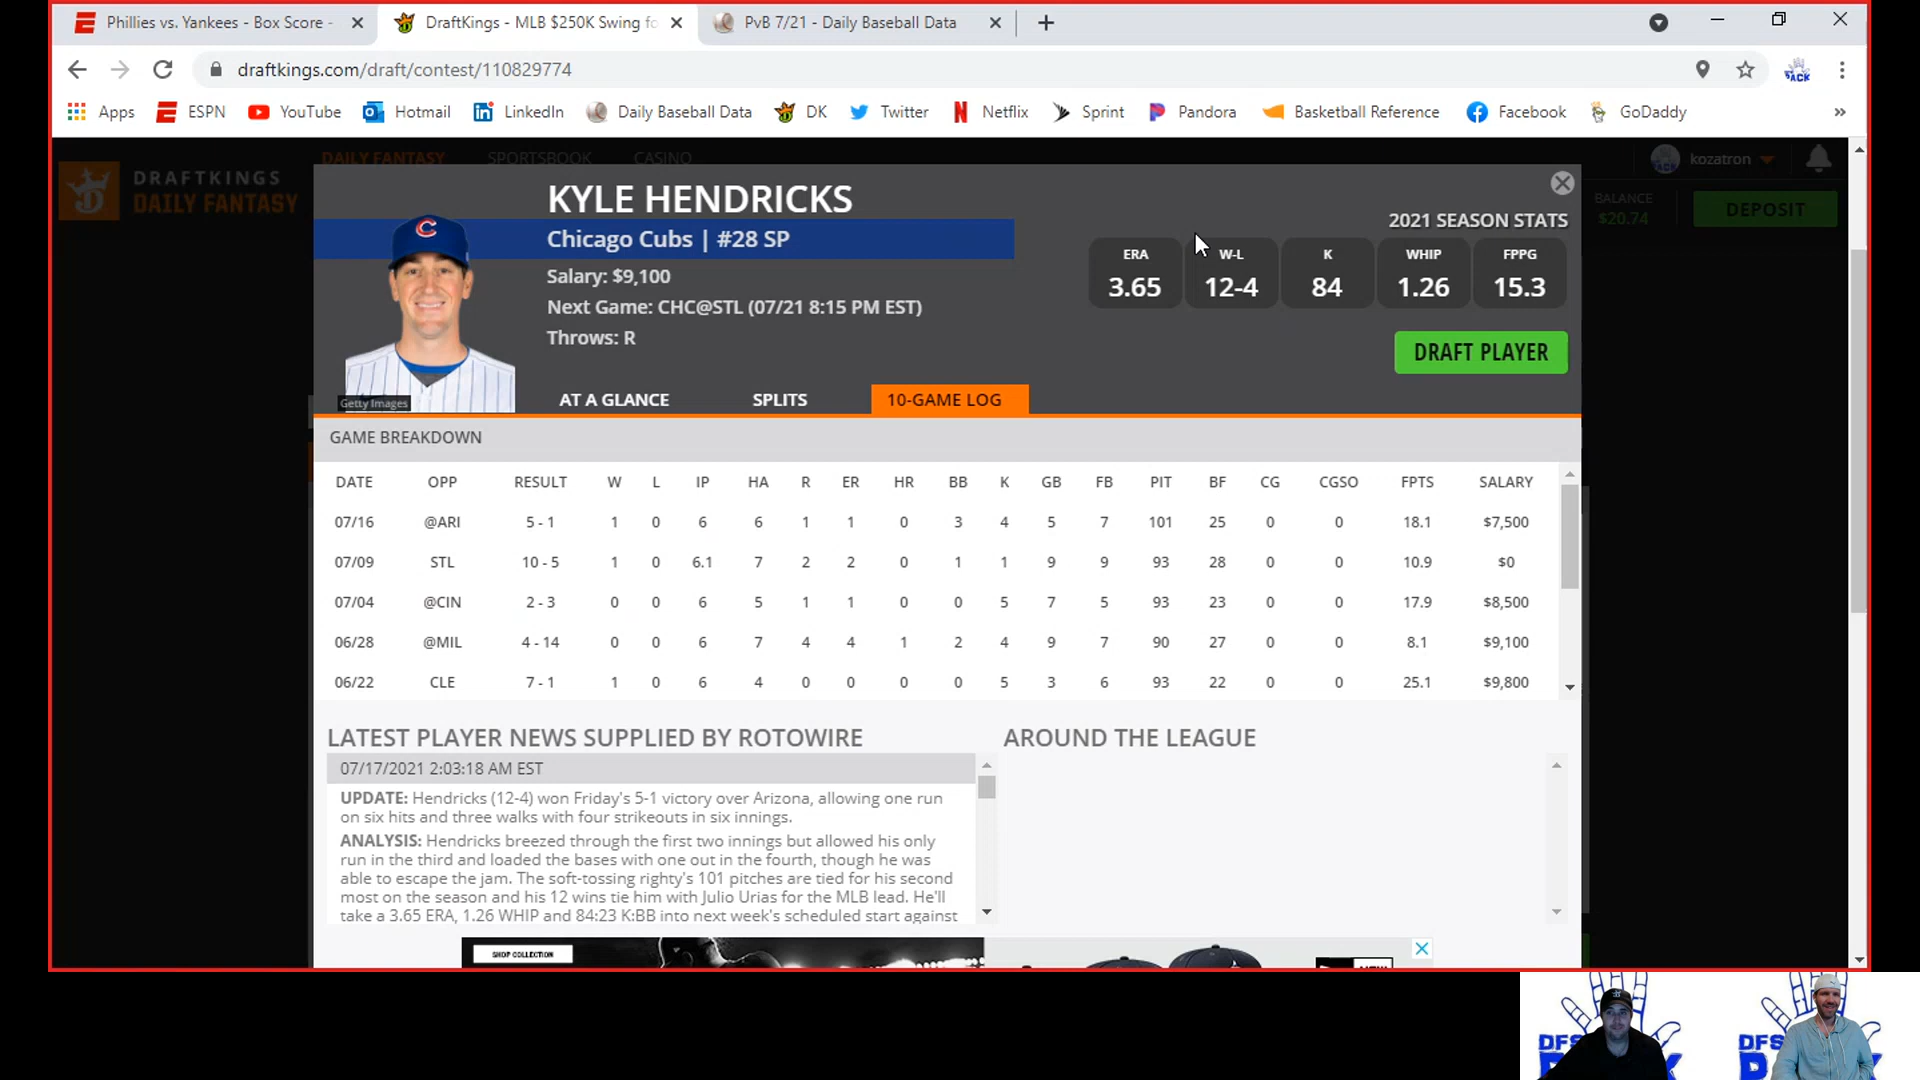 Phillies vs. Yankees - Box Score -
DraftKings - MLB $250K Swing fo
PvB 7/21 - Daily Baseball Data
draftkings.com/draft/contest/110829774
Apps ESPN YouTube Hotmail LinkedIn Daily Baseball Data DK Twitter Netflix Sprint Pandora Basketball Reference Facebook GoDaddy »
DAILY FANTASY SPORTSBOOK CASINO
kozatron
DRAFTKINGS
DAILY FANTASY
BALANCE
$20.74
DEPOSIT
KYLE HENDRICKS
Chicago Cubs | #28 SP
Salary: $9,100
Next Game: CHC@STL (07/21 8:15 PM EST)
Throws: R
Getty Images
2021 SEASON STATS
ERA W-L K WHIP FPPG
3.65 12-4 84 1.26 15.3
DRAFT PLAYER
AT A GLANCE SPLITS 10-GAME LOG
GAME BREAKDOWN
DATE OPP RESULT W L IP HA R ER HR BB K GB FB PIT BF CG CGSO FPTS SALARY
07/16 @ARI 5 - 1 1 0 6 6 1 1 0 3 4 5 7 101 25 0 0 18.1 $7,500
07/09 STL 10 - 5 1 0 6.1 7 2 2 0 1 1 9 9 93 28 0 0 10.9 $0
07/04 @CIN 2 - 3 0 0 6 5 1 1 0 0 5 7 5 93 23 0 0 17.9 $8,500
06/28 @MIL 4 - 14 0 0 6 7 4 4 1 2 4 9 7 90 27 0 0 8.1 $9,100
06/22 CLE 7 - 1 1 0 6 4 0 0 0 0 5 3 6 93 22 0 0 25.1 $9,800
LATEST PLAYER NEWS SUPPLIED BY ROTOWIRE
AROUND THE LEAGUE
07/17/2021 2:03:18 AM EST
UPDATE: Hendricks (12-4) won Friday's 5-1 victory over Arizona, allowing one run
on six hits and three walks with four strikeouts in six innings.
ANALYSIS: Hendricks breezed through the first two innings but allowed his only
run in the third and loaded the bases with one out in the fourth, though he was
able to escape the jam. The soft-tossing righty's 101 pitches are tied for his second
most on the season and his 12 wins tie him with Julio Urias for the MLB lead. He'll
take a 3.65 ERA, 1.26 WHIP and 84:23 K:BB into next week's scheduled start against
SHOP COLLECTION
DFS
DFS